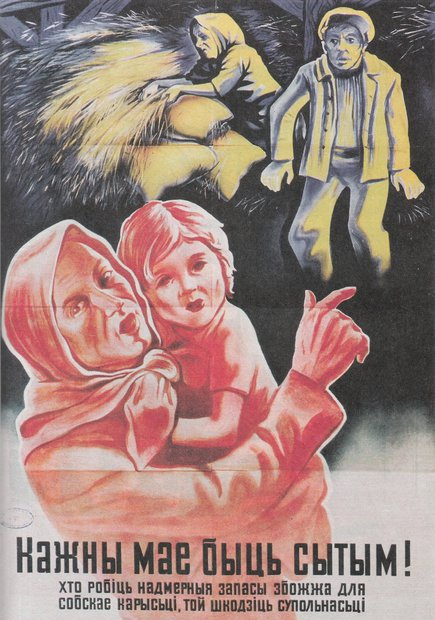 Кажны мае быць сытым!
хто робіць надмерныя запасы збожжа для
собскае карысьці, той шкодзіць супольнасьці